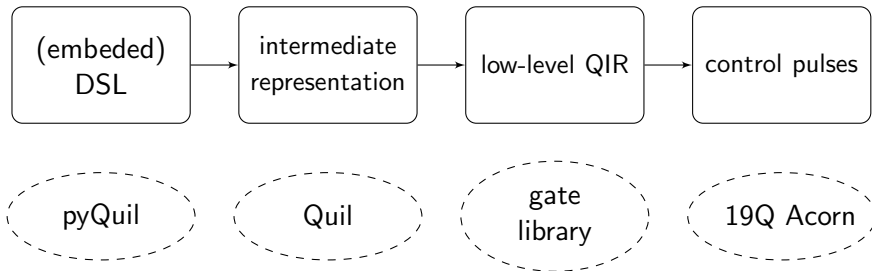 (embeded)
DSL
intermediate
representation
low-level QIR
control pulses
pyQuil
Quil
gate
library
19Q Acorn